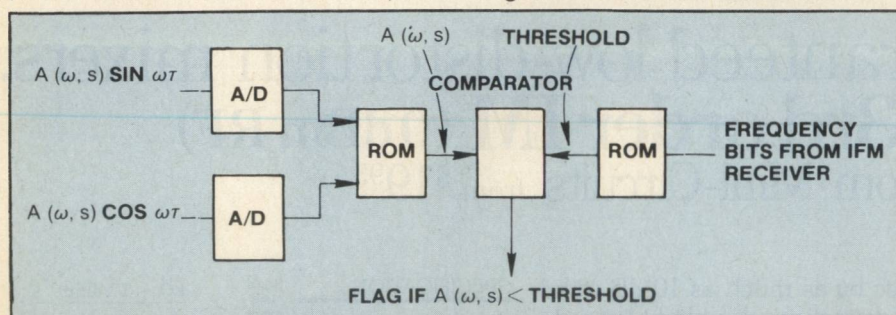 A (ω, s) SIN ωτ
A/D
A (ω, s) COS ωτ
A/D
ROM
A (ω, s)
THRESHOLD
COMPARATOR
ROM
FREQUENCY
BITS FROM IFM
RECEIVER
FLAG IF A (ω, s) < THRESHOLD